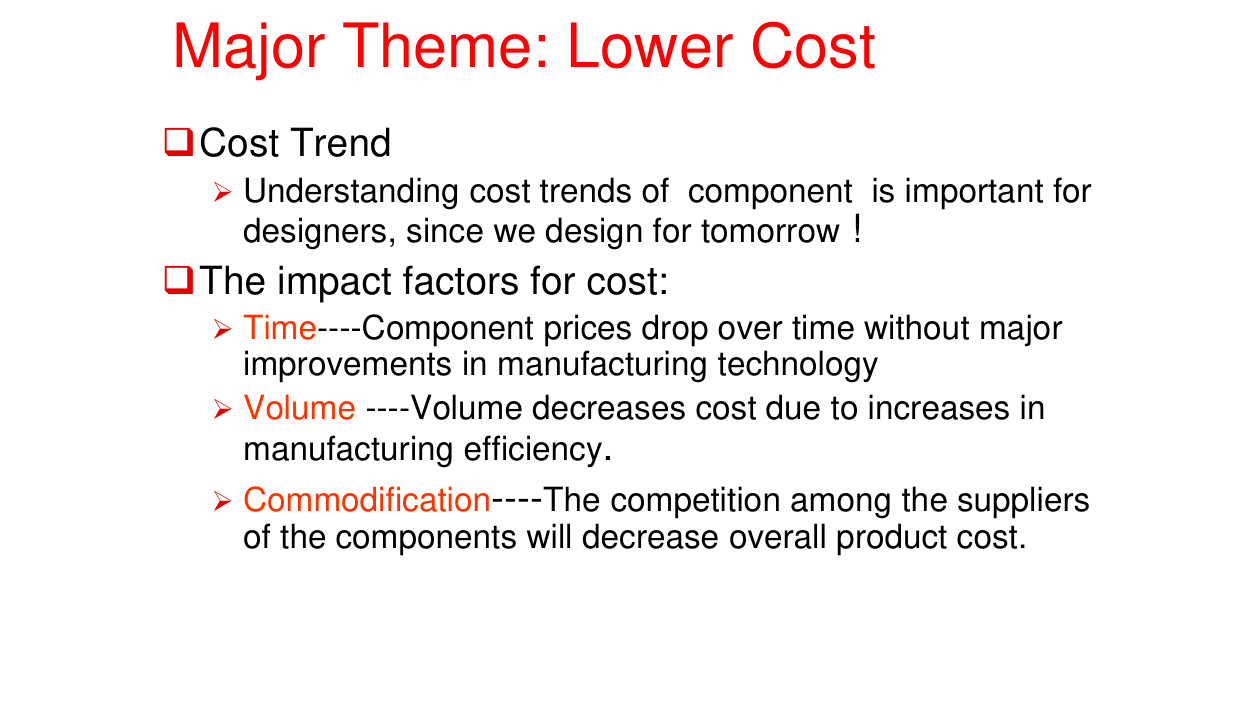 Major Theme: Lower Cost
❑Cost Trend
➢ Understanding cost trends of  component  is important for
designers, since we design for tomorrow！
❑The impact factors for cost:
➢ Time----Component prices drop over time without major
improvements in manufacturing technology
➢ Volume ----Volume decreases cost due to increases in
manufacturing efficiency.
➢ Commodification----The competition among the suppliers
of the components will decrease overall product cost.